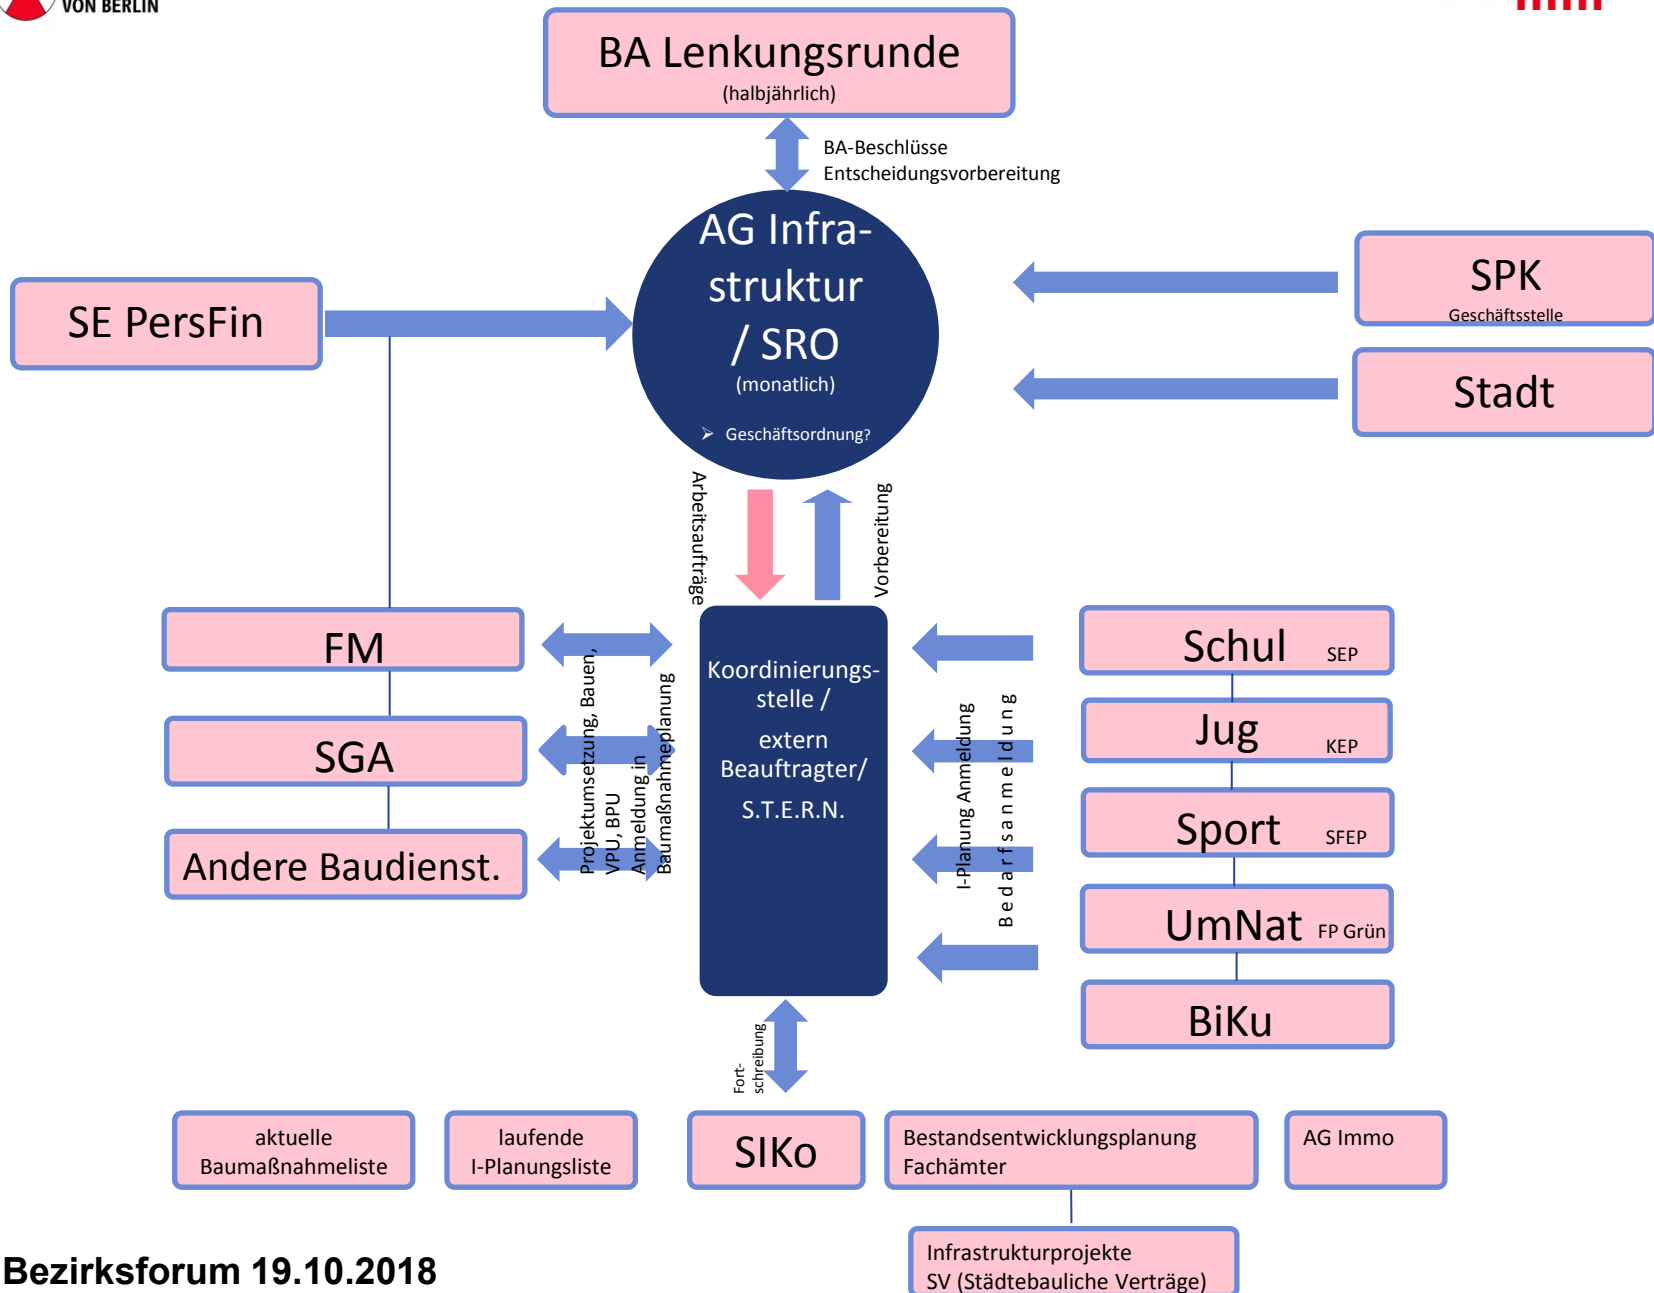 VON BERLIN
BA Lenkungsrunde
(halbjährlich)
BA-Beschlüsse
Entscheidungsvorbereitung
AG Infra-
struktur
/ SRO
(monatlich)
➢ Geschäftsordnung?
SE PersFin
SPK
Geschäftsstelle
Stadt
Arbeitsaufträge
Vorbereitung
FM
SGA
Andere Baudienst.
Projektumsetzung, Bauen,
VPU, BPU
Anmeldung in
Baumaßnahmeplanung
Koordinierungs-
stelle /
extern
Beauftragter/
S.T.E.R.N.
I-Planung Anmeldung
Bedarfsanmeldung
Schul SEP
Jug KEP
Sport SFEP
UmNat FP Grün
BiKu
Fort-
schreibung
aktuelle
Baumaßnahmeliste
laufende
I-Planungsliste
SIKo
Bestandsentwicklungsplanung
Fachämter
AG Immo
Infrastrukturprojekte
SV (Städtebauliche Verträge)
Bezirksforum 19.10.2018